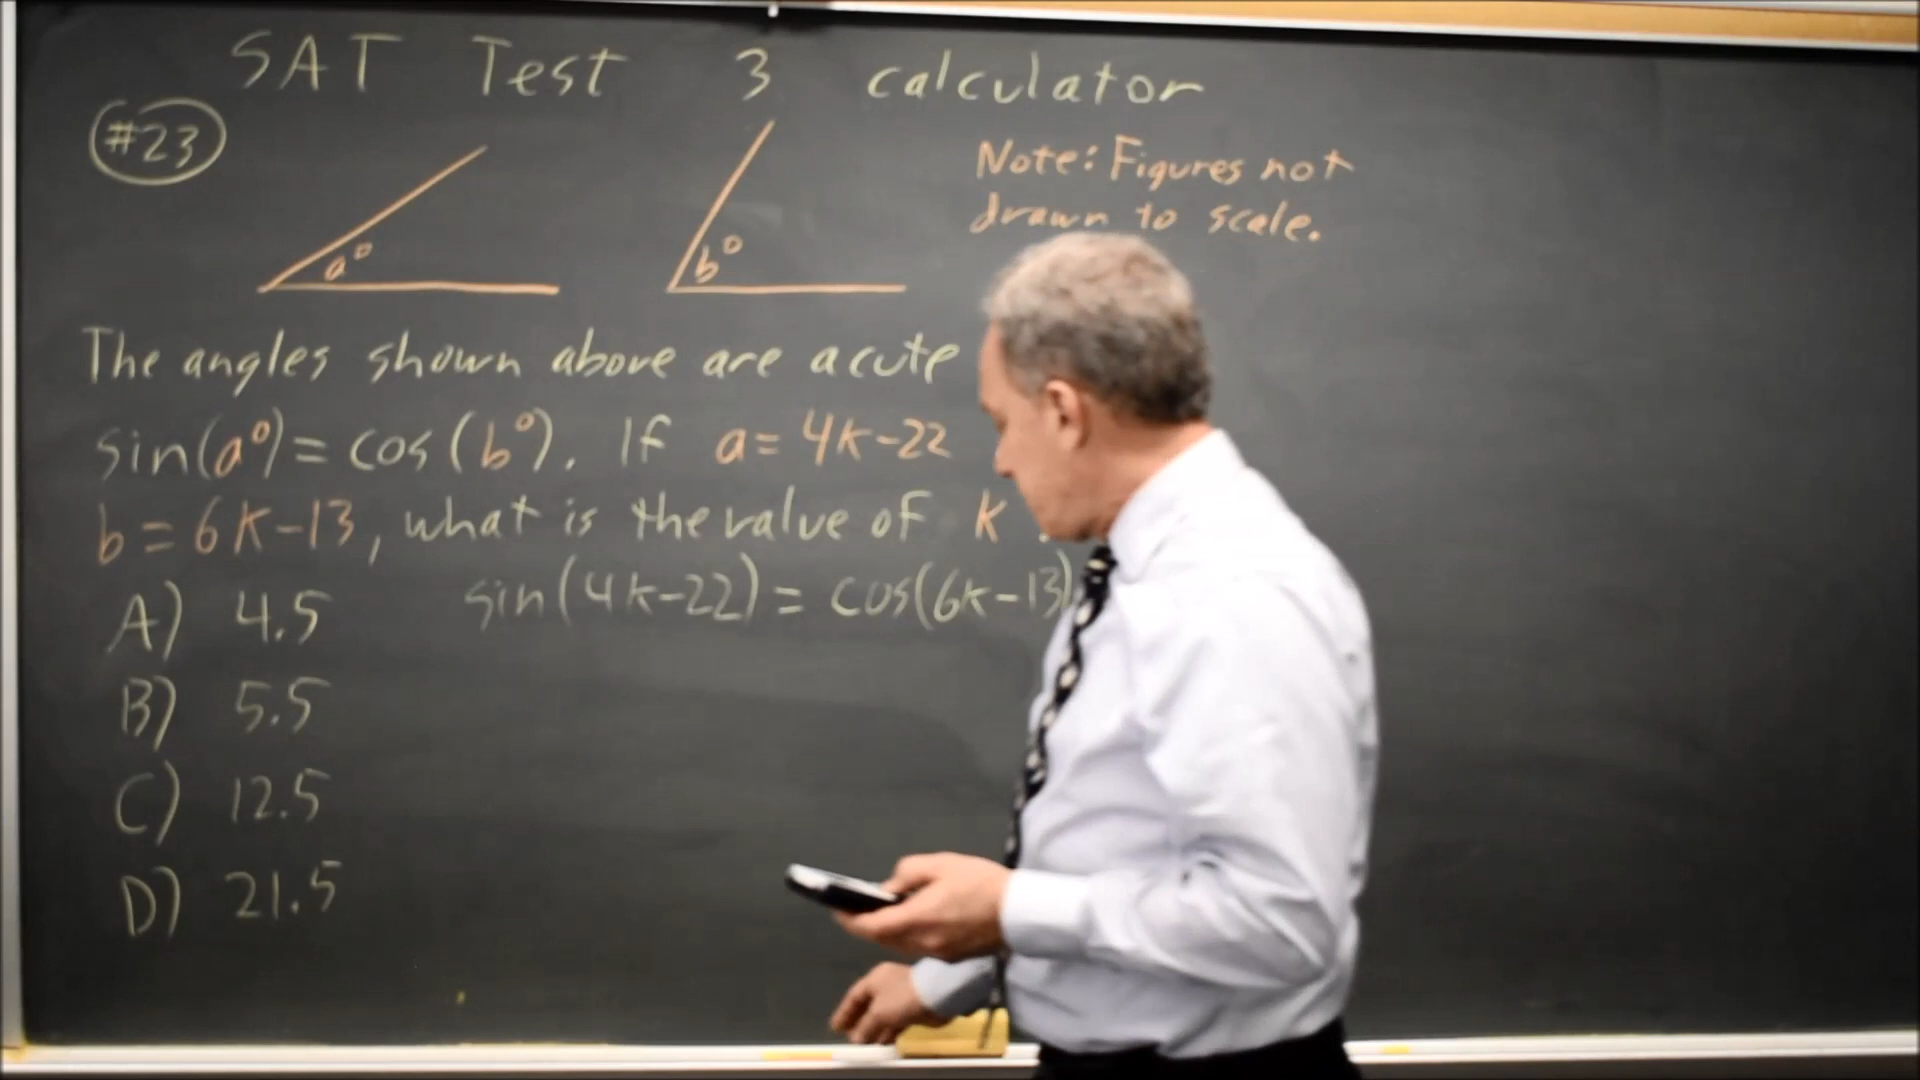 SAT Test 3 calculator
#23
Note: Figures not
drawn to scale.
a°
b°
The angles shown above are acute
sin(a°) = cos(b°). If a = 4k-22
b = 6k-13, what is the value of k
sin(4k-22) = cos(6k-13)
A) 4.5
B) 5.5
C) 12.5
D) 21.5